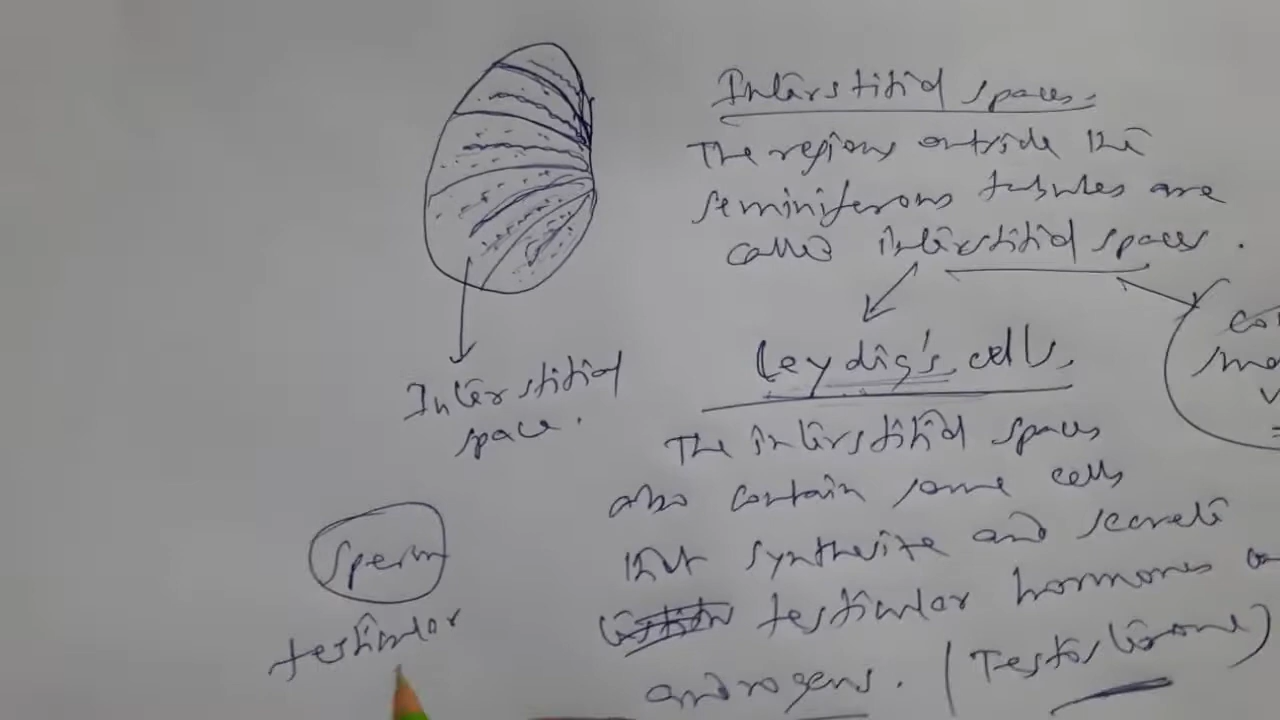 Interstitial spaces.
The regions outside the
seminiferous tubules are
called interstitial spaces.
Leydig's cells.
The interstitial spaces
also contain some cells
that synthesize and secrete
testicular hormones
androgens. (Testosterone)
Interstitial
space.
Sperm
testicular